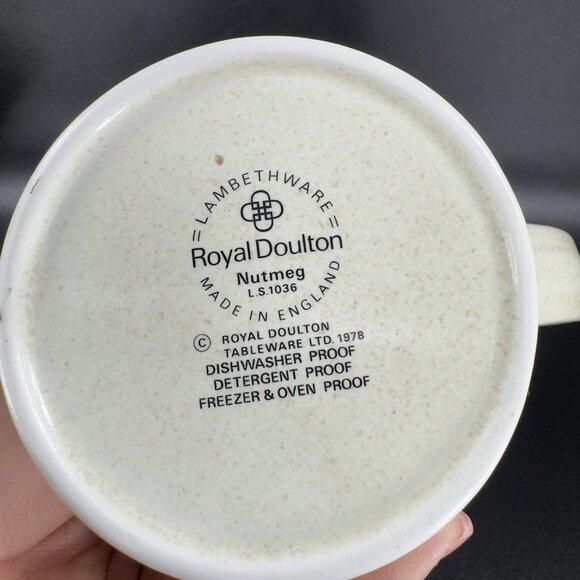 =LAMBETHWARE=
Royal Doulton
Nutmeg
L.S.1036
MADE IN ENGLAND
© ROYAL DOULTON
TABLEWARE LTD. 1978
DISHWASHER PROOF
DETERGENT PROOF
FREEZER & OVEN PROOF